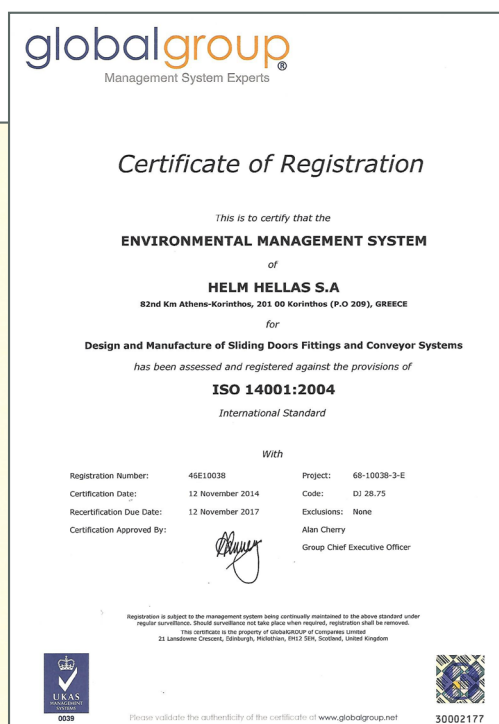 globalgroup®
Management System Experts
Certificate of Registration
This is to certify that the
ENVIRONMENTAL MANAGEMENT SYSTEM
of
HELM HELLAS S.A
82nd Km Athens-Korinthos, 201 00 Korinthos (P.O 209), GREECE
for
Design and Manufacture of Sliding Doors Fittings and Conveyor Systems
has been assessed and registered against the provisions of
ISO 14001:2004
International Standard
With
Registration Number: 46E10038 Project: 68-10038-3-E
Certification Date: 12 November 2014 Code: DJ 28.75
Recertification Due Date: 12 November 2017 Exclusions: None
Certification Approved By: Alan Cherry
Group Chief Executive Officer
Registration is subject to the management system being continually maintained to the above standard under
regular surveillance. Should surveillance not take place when required, registration shall be removed.
This certificate is the property of GlobalGROUP of Companies Limited
21 Lansdowne Crescent, Edinburgh, Midlothian, EH12 5EH, Scotland, United Kingdom
UKAS
MANAGEMENT
SYSTEMS
0039
Please validate the authenticity of the certificate at www.globalgroup.net
30002177